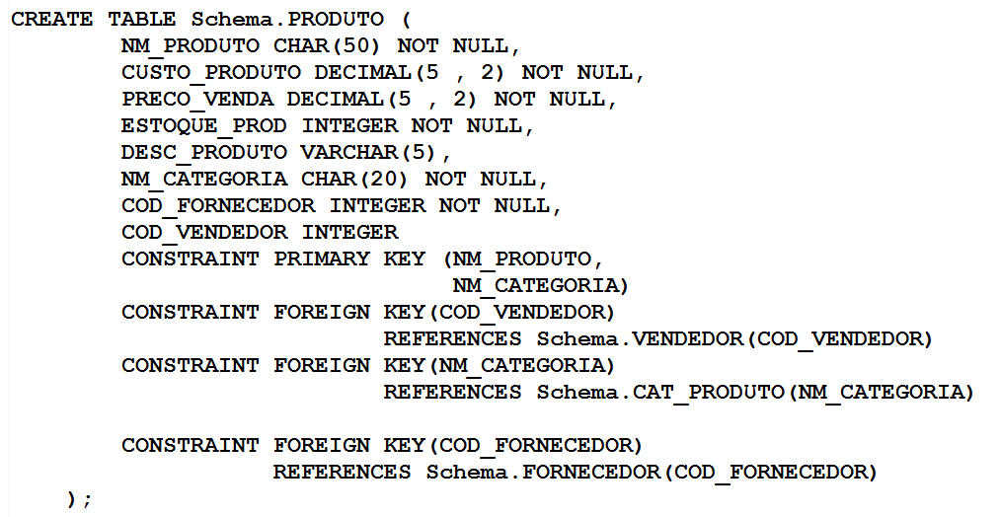 CREATE TABLE Schema.PRODUTO (
NM_PRODUTO CHAR(50) NOT NULL,
CUSTO_PRODUTO DECIMAL(5 , 2) NOT NULL,
PRECO_VENDA DECIMAL(5 , 2) NOT NULL,
ESTOQUE_PROD INTEGER NOT NULL,
DESC_PRODUTO VARCHAR(5),
NM_CATEGORIA CHAR(20) NOT NULL,
COD_FORNECEDOR INTEGER NOT NULL,
COD_VENDEDOR INTEGER
CONSTRAINT PRIMARY KEY (NM_PRODUTO,
NM_CATEGORIA)
CONSTRAINT FOREIGN KEY(COD_VENDEDOR)
REFERENCES Schema.VENDEDOR(COD_VENDEDOR)
CONSTRAINT FOREIGN KEY(NM_CATEGORIA)
REFERENCES Schema.CAT_PRODUTO(NM_CATEGORIA)
CONSTRAINT FOREIGN KEY(COD_FORNECEDOR)
REFERENCES Schema.FORNECEDOR(COD_FORNECEDOR)
);